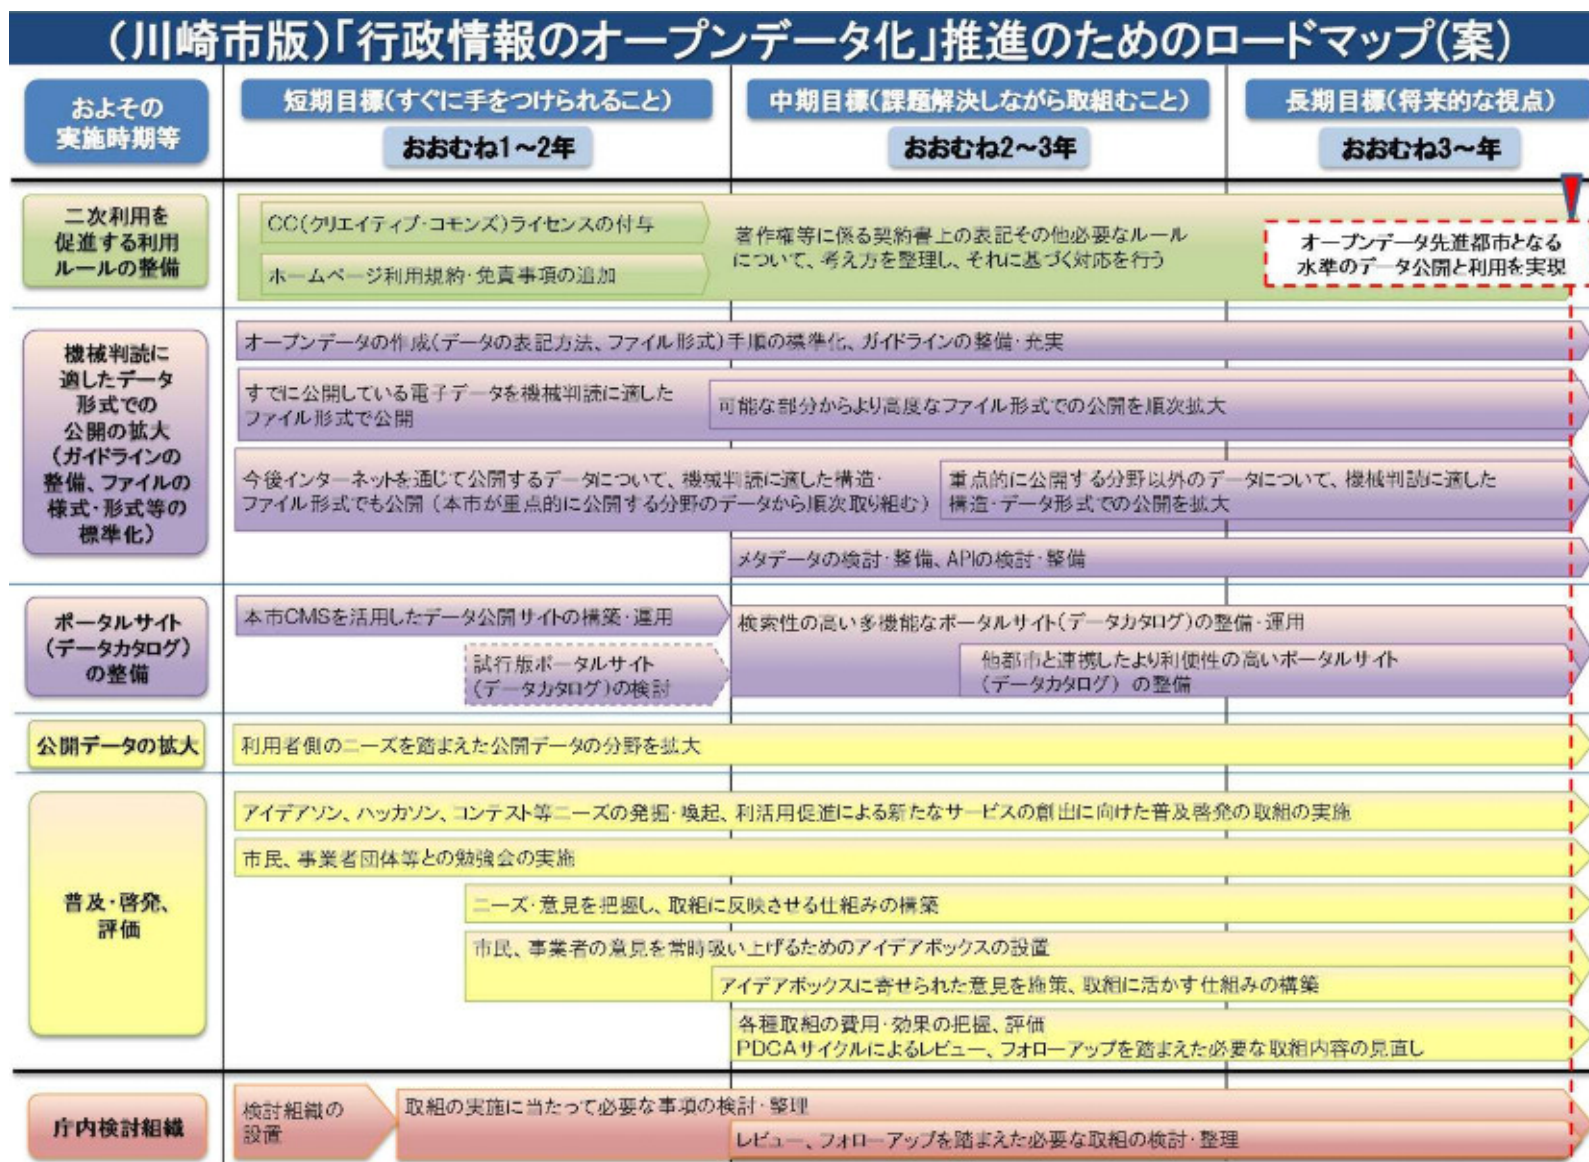 (川崎市版)「行政情報のオープンデータ化」推進のためのロードマップ(案)
およその
実施時期等
短期目標(すぐに手をつけられること)
おおむね1～2年
中期目標(課題解決しながら取組むこと)
おおむね2～3年
長期目標(将来的な視点)
おおむね3～年
二次利用を
促進する利用
ルールの整備
CC(クリエイティブ・コモンズ)ライセンスの付与
ホームページ利用規約・免責事項の追加
著作権等に係る契約書上の表記その他必要なルール
について、考え方を整理し、それに基づく対応を行う
オープンデータ先進都市となる
水準のデータ公開と利用を実現
機械判読に
適したデータ
形式での
公開の拡大
(ガイドラインの
整備、ファイルの
様式・形式等の
標準化)
オープンデータの作成(データの表記方法、ファイル形式)手順の標準化、ガイドラインの整備・充実
すでに公開している電子データを機械判読に適した
ファイル形式で公開
可能な部分からより高度なファイル形式での公開を順次拡大
今後インターネットを通じて公開するデータについて、機械判読に適した構造・
ファイル形式でも公開(本市が重点的に公開する分野のデータから順次取り組む)
重点的に公開する分野以外のデータについて、機械判読に適した
構造・データ形式での公開を拡大
メタデータの検討・整備、APIの検討・整備
ポータルサイト
(データカタログ)
の整備
本市CMSを活用したデータ公開サイトの構築・運用
試行版ポータルサイト
(データカタログ)の検討
検索性の高い多機能なポータルサイト(データカタログ)の整備・運用
他都市と連携したより利便性の高いポータルサイト
(データカタログ) の整備
公開データの拡大
利用者側のニーズを踏まえた公開データの分野を拡大
普及・啓発、
評価
アイデアソン、ハッカソン、コンテスト等ニーズの発掘・喚起、利活用促進による新たなサービスの創出に向けた普及啓発の取組の実施
市民、事業者団体等との勉強会の実施
ニーズ・意見を把握し、取組に反映させる仕組みの構築
市民、事業者の意見を常時吸い上げるためのアイデアボックスの設置
アイデアボックスに寄せられた意見を施策、取組に活かす仕組みの構築
各種取組の費用・効果の把握、評価
PDCAサイクルによるレビュー、フォローアップを踏まえた必要な取組内容の見直し
庁内検討組織
検討組織の
設置
取組の実施に当たって必要な事項の検討・整理
レビュー、フォローアップを踏まえた必要な取組の検討・整理